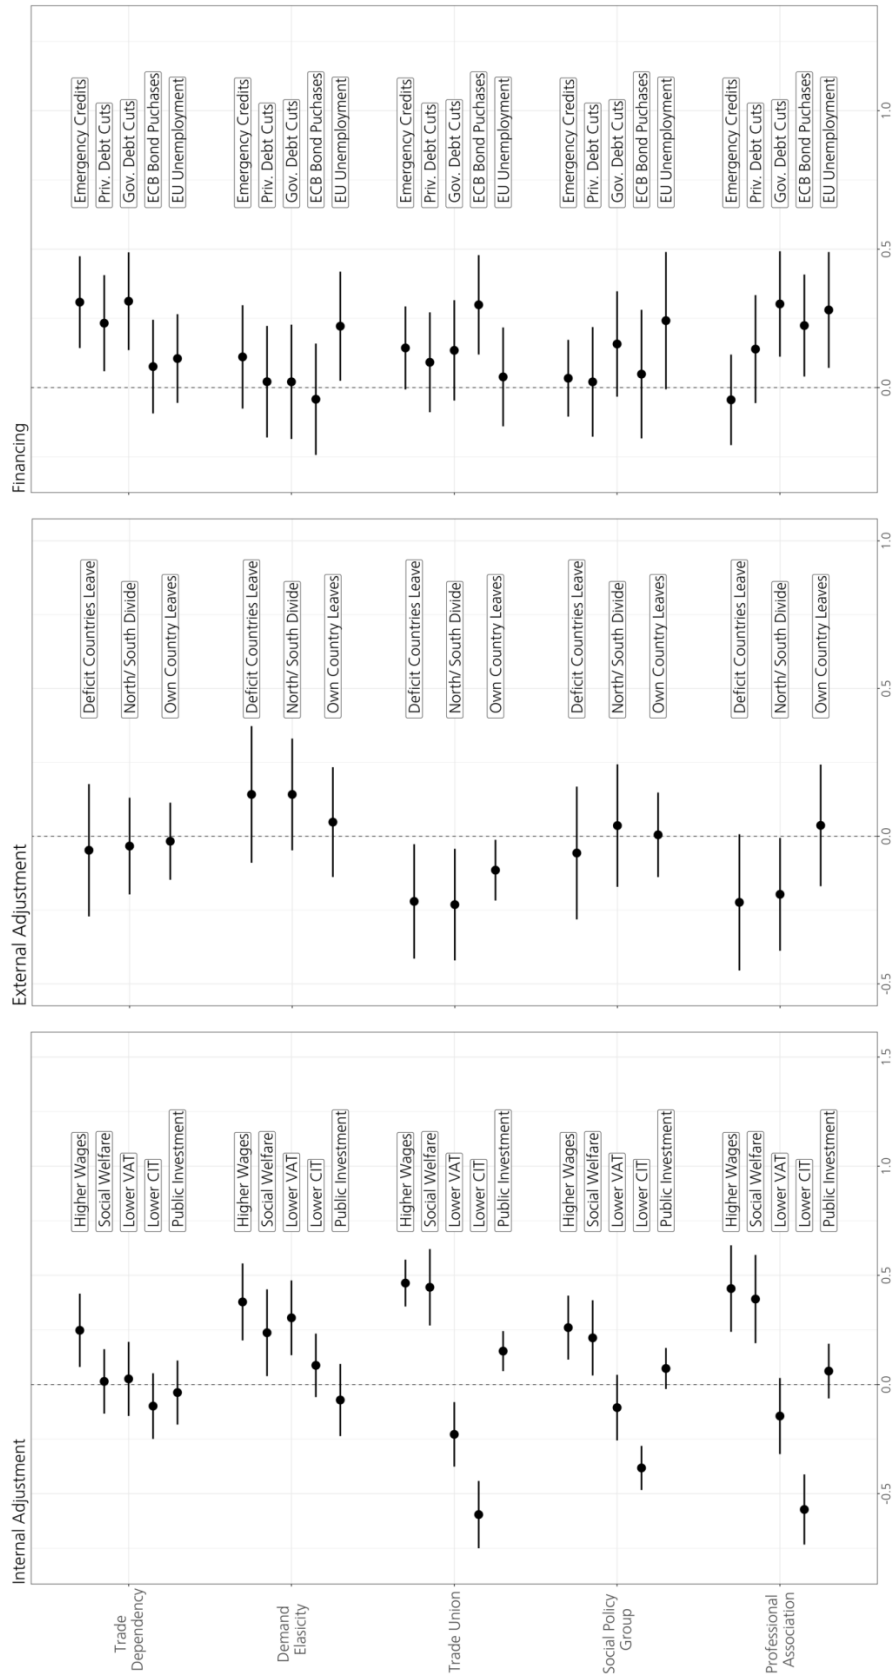 Internal Adjustment
Trade
Dependency
Higher Wages
Social Welfare
Lower VAT
Lower CIT
Public Investment
Demand
Elasicity
Higher Wages
Social Welfare
Lower VAT
Lower CIT
Public Investment
Trade Union
Higher Wages
Social Welfare
Lower VAT
Lower CIT
Public Investment
Social Policy
Group
Higher Wages
Social Welfare
Lower VAT
Lower CIT
Public Investment
Professional
Association
Higher Wages
Social Welfare
Lower VAT
Lower CIT
Public Investment
-0.5 0.0 0.5 1.0 1.5
External Adjustment
Deficit Countries Leave
North/ South Divide
Own Country Leaves
Deficit Countries Leave
North/ South Divide
Own Country Leaves
Deficit Countries Leave
North/ South Divide
Own Country Leaves
Deficit Countries Leave
North/ South Divide
Own Country Leaves
Deficit Countries Leave
North/ South Divide
Own Country Leaves
-0.5 0.0 0.5 1.0
Financing
Emergency Credits
Priv. Debt Cuts
Gov. Debt Cuts
ECB Bond Puchases
EU Unemployment
Emergency Credits
Priv. Debt Cuts
Gov. Debt Cuts
ECB Bond Puchases
EU Unemployment
Emergency Credits
Priv. Debt Cuts
Gov. Debt Cuts
ECB Bond Puchases
EU Unemployment
Emergency Credits
Priv. Debt Cuts
Gov. Debt Cuts
ECB Bond Puchases
EU Unemployment
Emergency Credits
Priv. Debt Cuts
Gov. Debt Cuts
ECB Bond Puchases
EU Unemployment
0.0 0.5 1.0